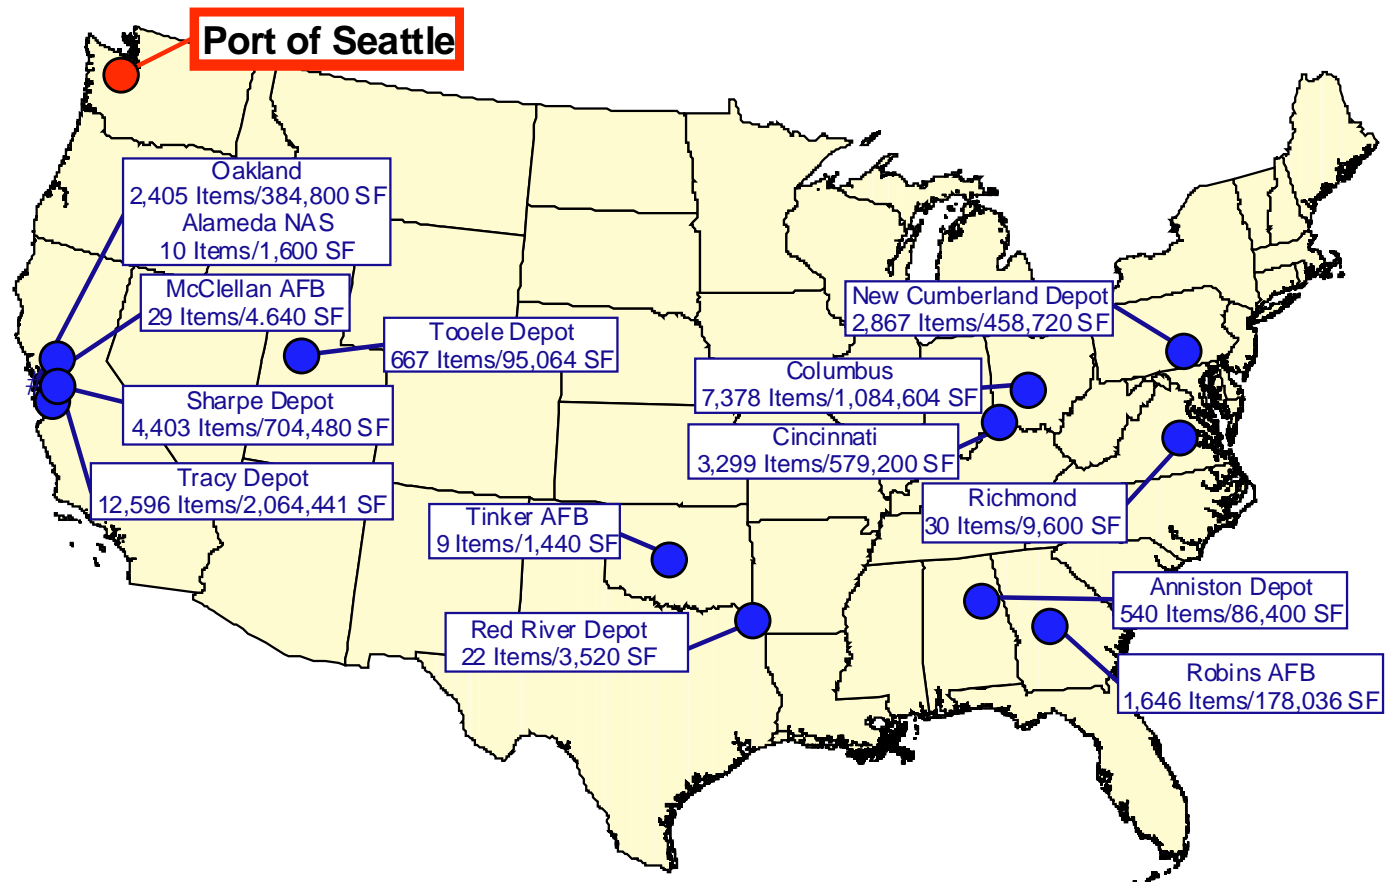 Port of Seattle
Oakland
2,405 Items/384,800 SF
Alameda NAS
10 Items/1,600 SF
McClellan AFB
29 Items/4.640 SF
Tooele Depot
667 Items/95,064 SF
Sharpe Depot
4,403 Items/704,480 SF
Tracy Depot
12,596 Items/2,064,441 SF
New Cumberland Depot
2,867 Items/458,720 SF
Columbus
7,378 Items/1,084,604 SF
Cincinnati
3,299 Items/579,200 SF
Richmond
30 Items/9,600 SF
Tinker AFB
9 Items/1,440 SF
Red River Depot
22 Items/3,520 SF
Anniston Depot
540 Items/86,400 SF
Robins AFB
1,646 Items/178,036 SF